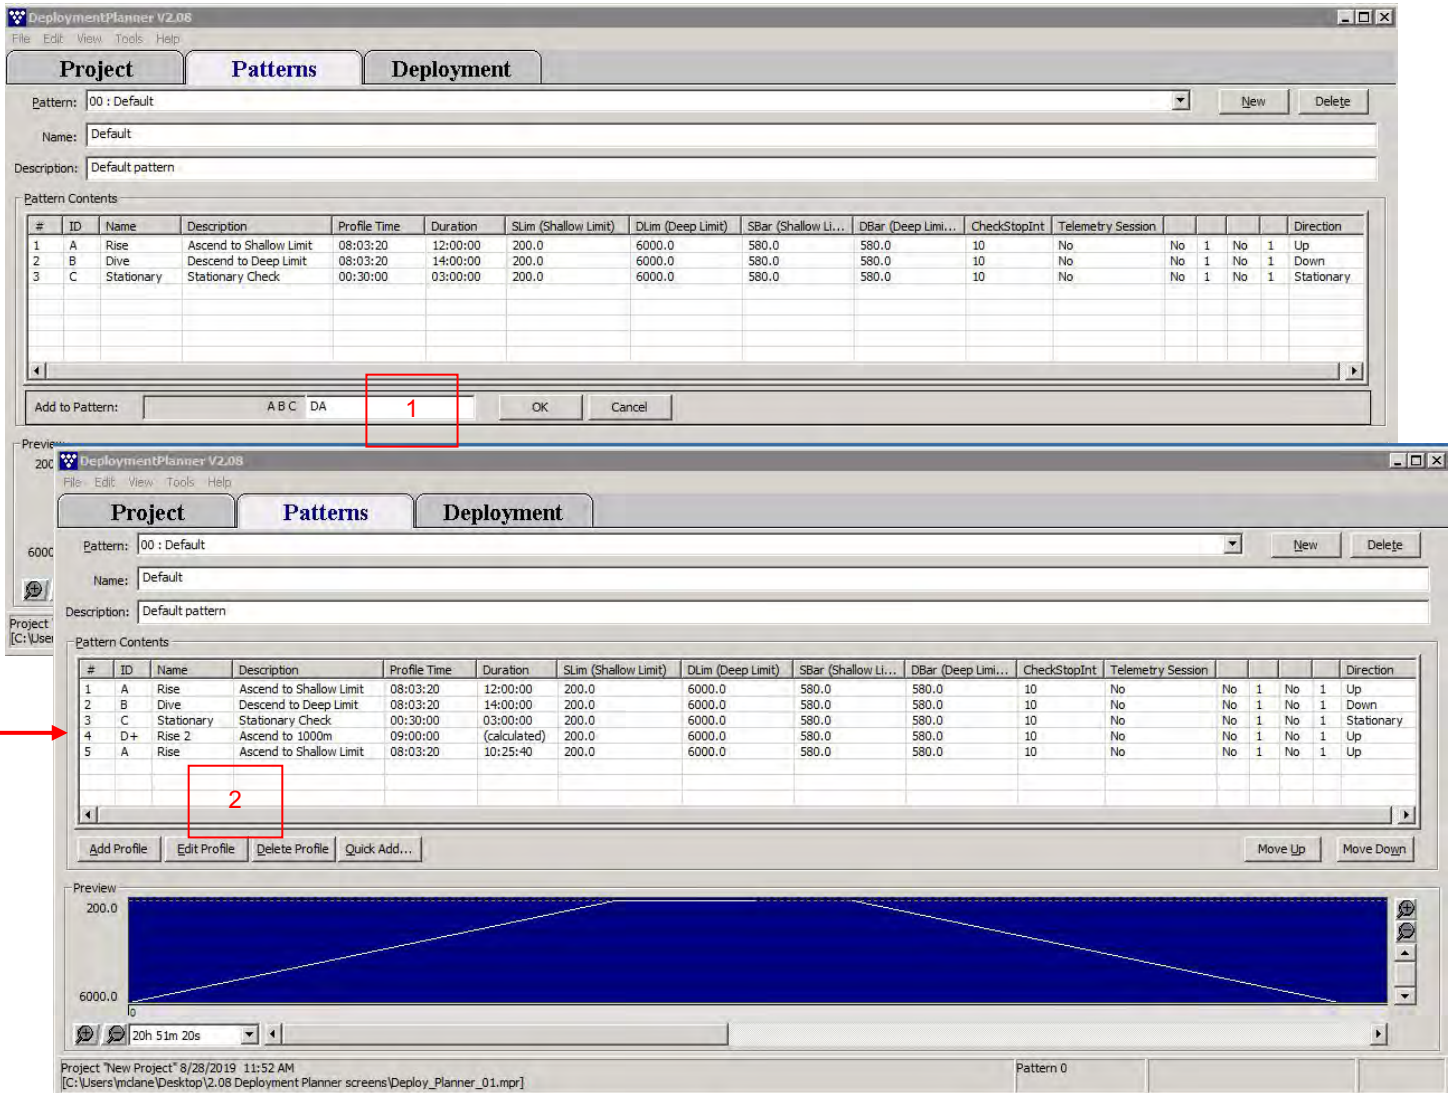 DeploymentPlanner V2.08
File Edit View Tools Help
Project Patterns Deployment
Pattern: 00 : Default New Delete
Name: Default
Description: Default pattern
Pattern Contents
# ID Name Description Profile Time Duration SLim (Shallow Limit) DLim (Deep Limit) SBar (Shallow Li... DBar (Deep Limi... CheckStopInt Telemetry Session Direction
1 A Rise Ascend to Shallow Limit 08:03:20 12:00:00 200.0 6000.0 580.0 580.0 10 No No 1 No 1 Up
2 B Dive Descend to Deep Limit 08:03:20 14:00:00 200.0 6000.0 580.0 580.0 10 No No 1 No 1 Down
3 C Stationary Stationary Check 00:30:00 03:00:00 200.0 6000.0 580.0 580.0 10 No No 1 No 1 Stationary
Add to Pattern: A B C DA 1 OK Cancel
Preview
200
6000
Project
[C:\Use
DeploymentPlanner V2.08
File Edit View Tools Help
Project Patterns Deployment
Pattern: 00 : Default New Delete
Name: Default
Description: Default pattern
Pattern Contents
# ID Name Description Profile Time Duration SLim (Shallow Limit) DLim (Deep Limit) SBar (Shallow Li... DBar (Deep Limi... CheckStopInt Telemetry Session Direction
1 A Rise Ascend to Shallow Limit 08:03:20 12:00:00 200.0 6000.0 580.0 580.0 10 No No 1 No 1 Up
2 B Dive Descend to Deep Limit 08:03:20 14:00:00 200.0 6000.0 580.0 580.0 10 No No 1 No 1 Down
3 C Stationary Stationary Check 00:30:00 03:00:00 200.0 6000.0 580.0 580.0 10 No No 1 No 1 Stationary
4 D+ Rise 2 Ascend to 1000m 09:00:00 (calculated) 200.0 6000.0 580.0 580.0 10 No No 1 No 1 Up
5 A Rise Ascend to Shallow Limit 08:03:20 10:25:40 200.0 6000.0 580.0 580.0 10 No No 1 No 1 Up
2
Add Profile Edit Profile Delete Profile Quick Add... Move Up Move Down
Preview
200.0
6000.0
0
20h 51m 20s
Project "New Project" 8/28/2019 11:52 AM Pattern 0
[C:\Users\mclane\Desktop\2.08 Deployment Planner screens\Deploy_Planner_01.mpr]